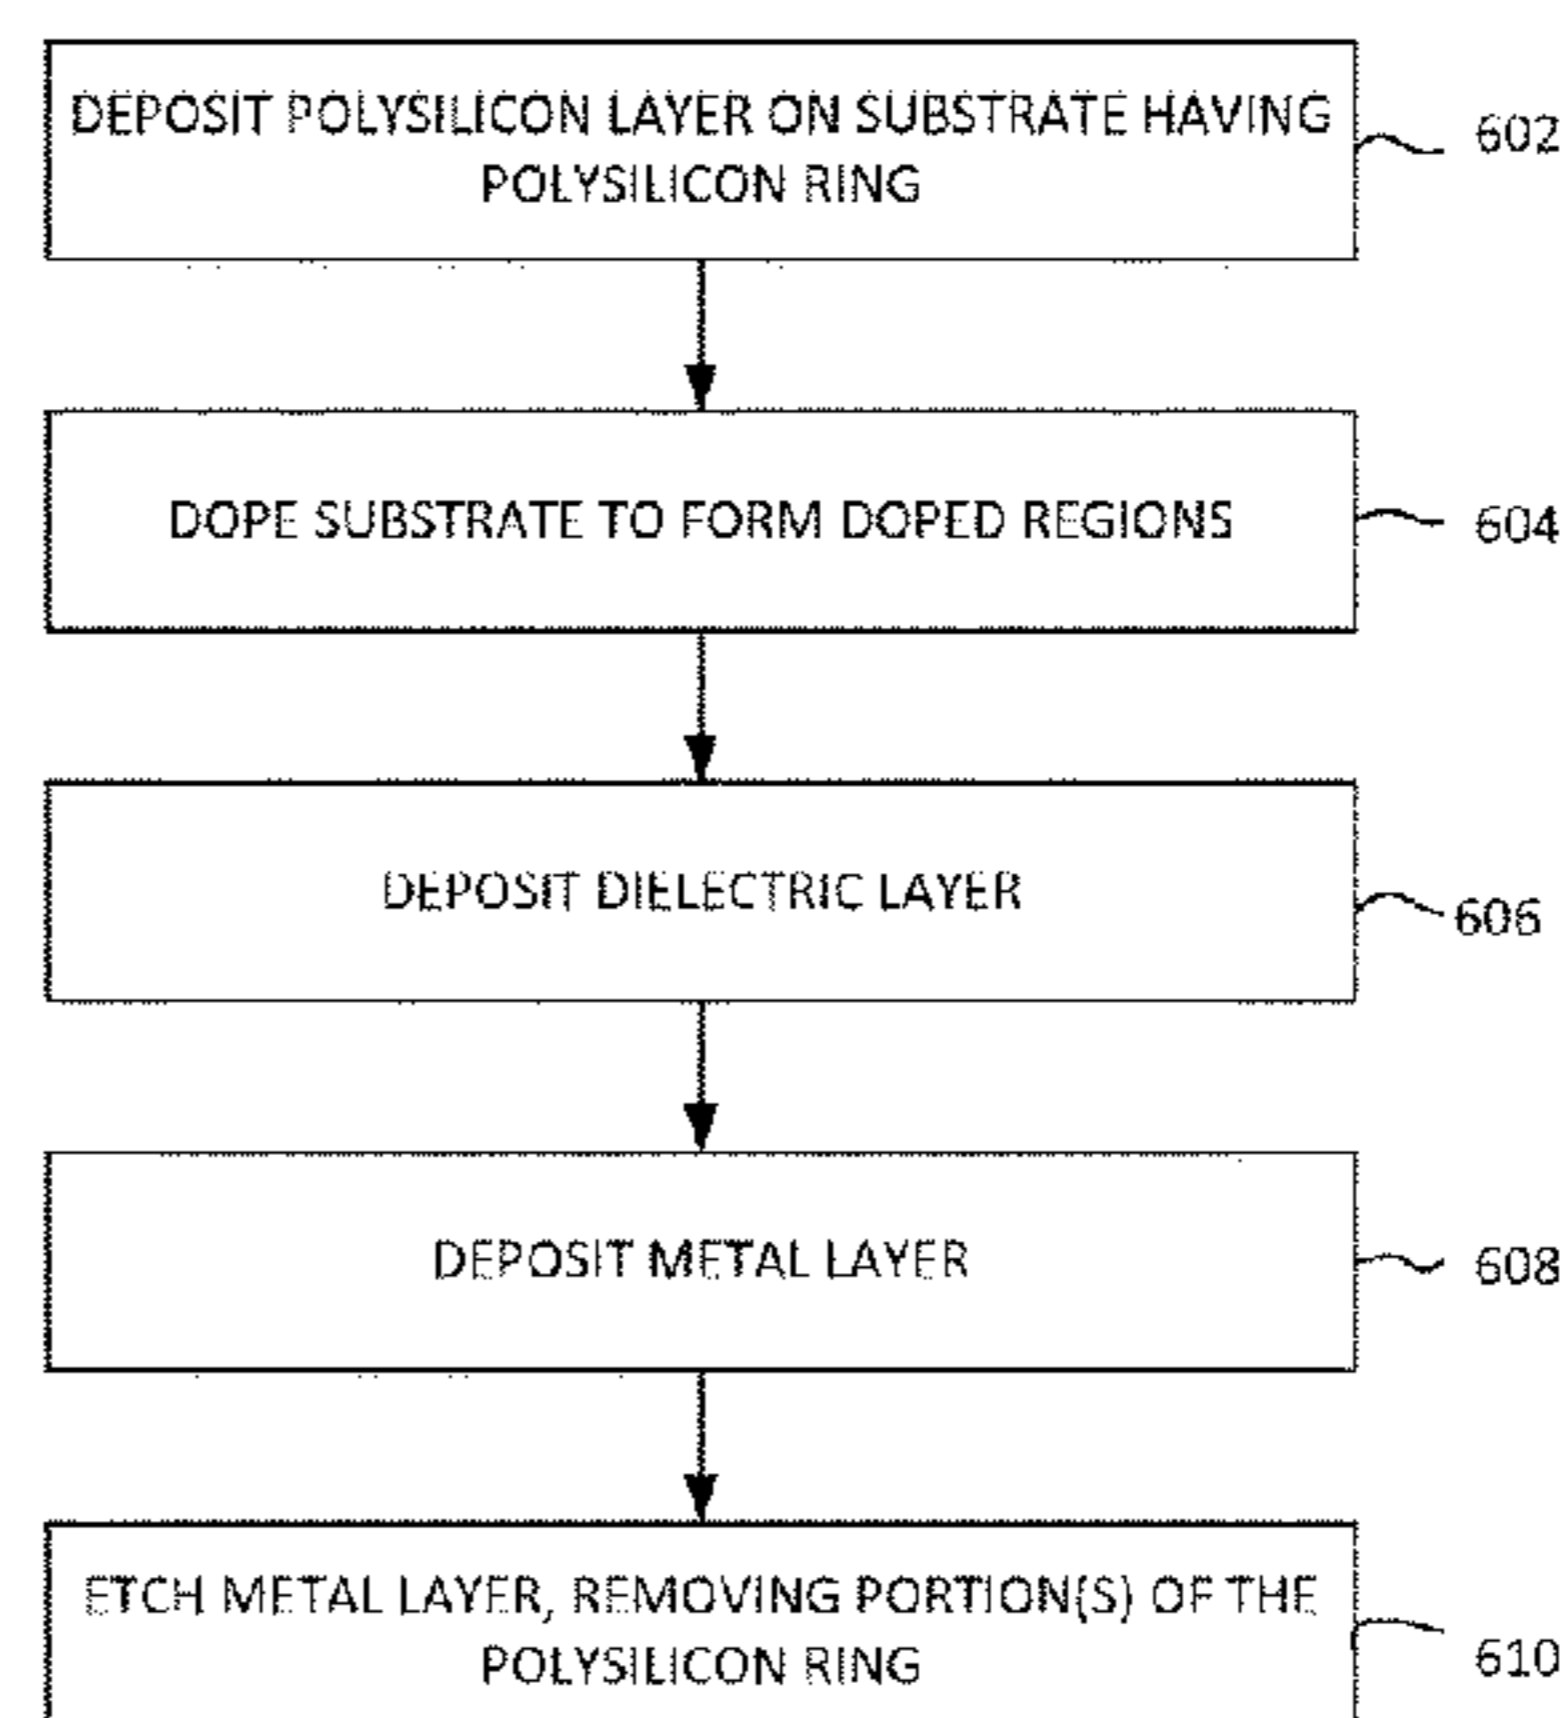 DEPOSIT POLYSILICON LAYER ON SUBSTRATE HAVING
POLYSILICON RING
602
DOPE SUBSTRATE TO FORM DOPED REGIONS
604
DEPOSIT DIELECTRIC LAYER
606
DEPOSIT METAL LAYER
608
ETCH METAL LAYER, REMOVING PORTION(S) OF THE
POLYSILICON RING
610